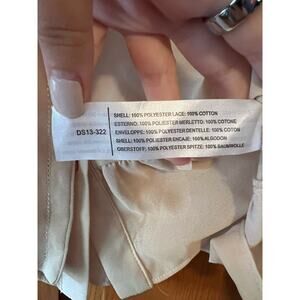 DS13-322
SHELL: 100% POLYESTER LACE: 100% COTTON
ESTERNO: 100% POLIESTER MERLETTO: 100% COTONE
ENVELOPPE: 100% POLYESTER DENTELLE: 100% COTON
SHELL: 100% POLIESTER ENCAJE: 100%ALGODON
OBERSTOFF: 100% POLYESTER SPITZE: 100% BAUMWOLLE